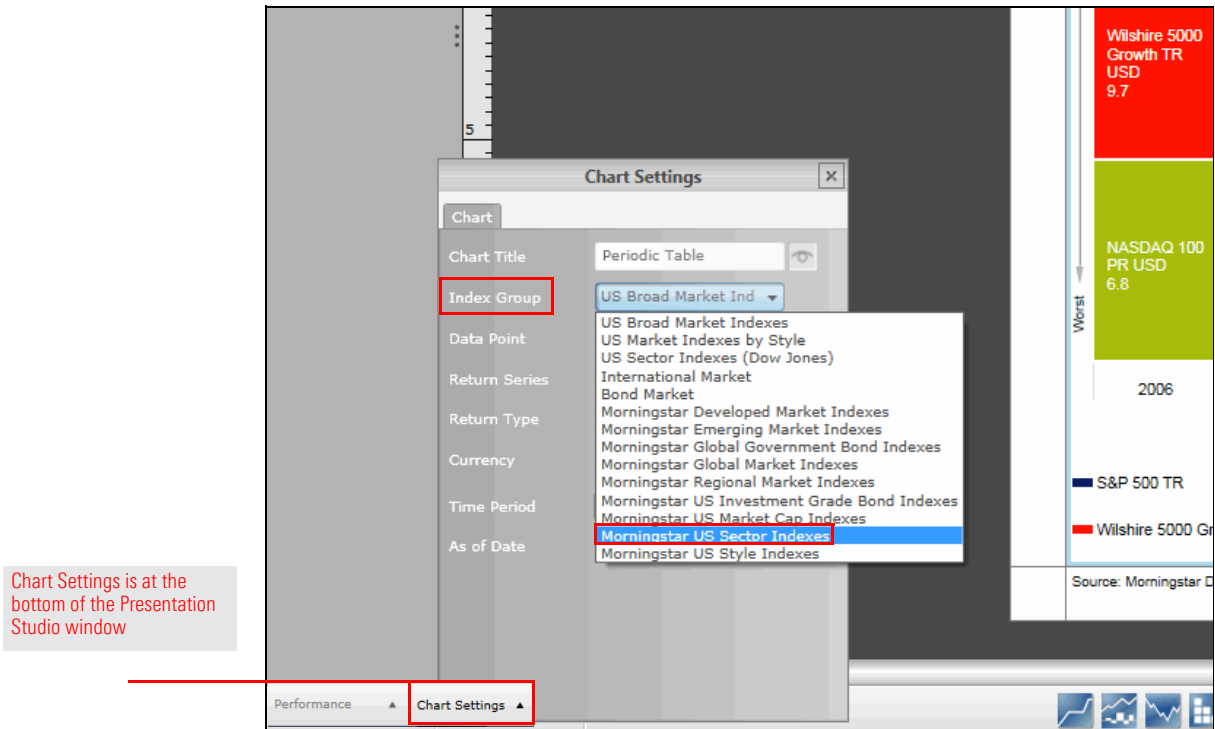 Wilshire 5000
Growth TR
USD
9.7
5
Chart Settings
Chart
Chart Title
Periodic Table
NASDAQ 100
PR USD
6.8
Index Group
US Broad Market Ind
Worst
Data Point
Return Series
Return Type
Currency
Time Period
As of Date
US Broad Market Indexes
US Market Indexes by Style
US Sector Indexes (Dow Jones)
International Market
Bond Market
Morningstar Developed Market Indexes
Morningstar Emerging Market Indexes
Morningstar Global Government Bond Indexes
Morningstar Global Market Indexes
Morningstar Regional Market Indexes
Morningstar US Investment Grade Bond Indexes
Morningstar US Market Cap Indexes
Morningstar US Sector Indexes
Morningstar US Style Indexes
2006
S&P 500 TR
Wilshire 5000 Gr
Source: Morningstar D
Chart Settings is at the
bottom of the Presentation
Studio window
Performance
Chart Settings